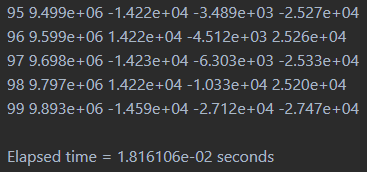 95 9.499e+06 -1.422e+04 -3.489e+03 -2.527e+04
96 9.599e+06 1.422e+04 -4.512e+03 2.526e+04
97 9.698e+06 -1.423e+04 -6.303e+03 -2.533e+04
98 9.797e+06 1.422e+04 -1.033e+04 2.520e+04
99 9.893e+06 -1.459e+04 -2.712e+04 -2.747e+04
Elapsed time = 1.816106e-02 seconds